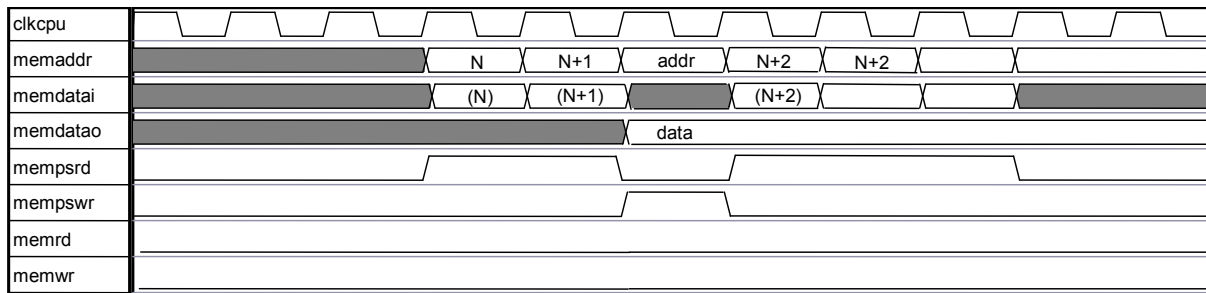 clkcpu
memaddr N N+1 addr N+2 N+2
memdatai (N) (N+1) (N+2)
memdatao data
mempsrd
mempswr
memrd
memwr